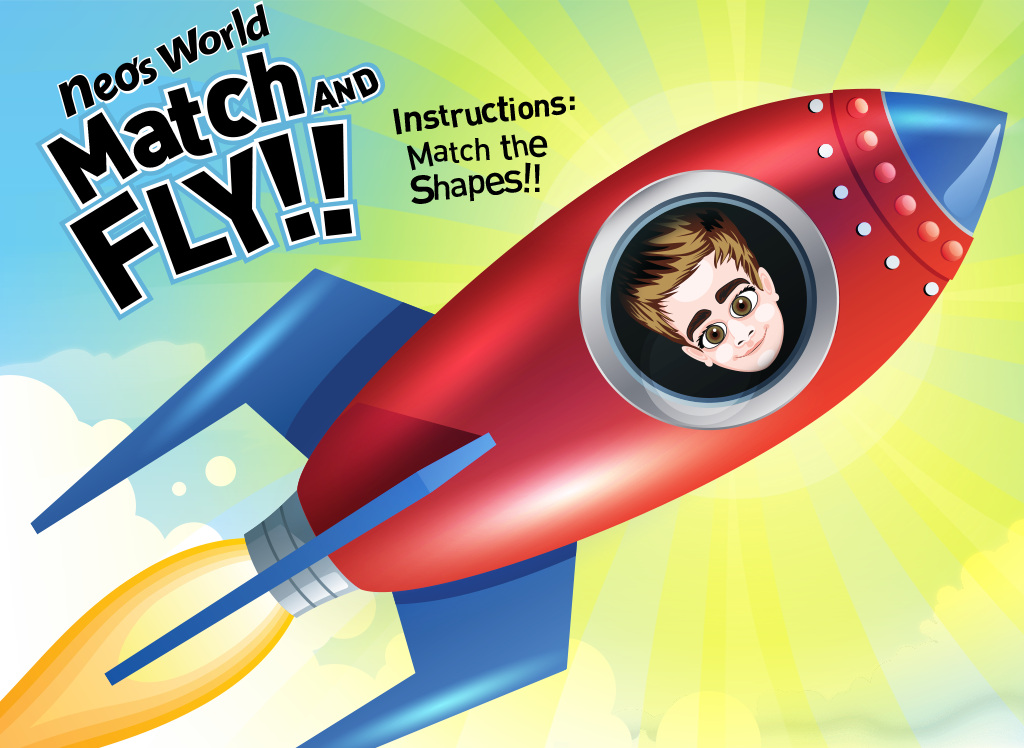 neo's World
Match AND
FLY!!
Instructions:
Match the
Shapes!!